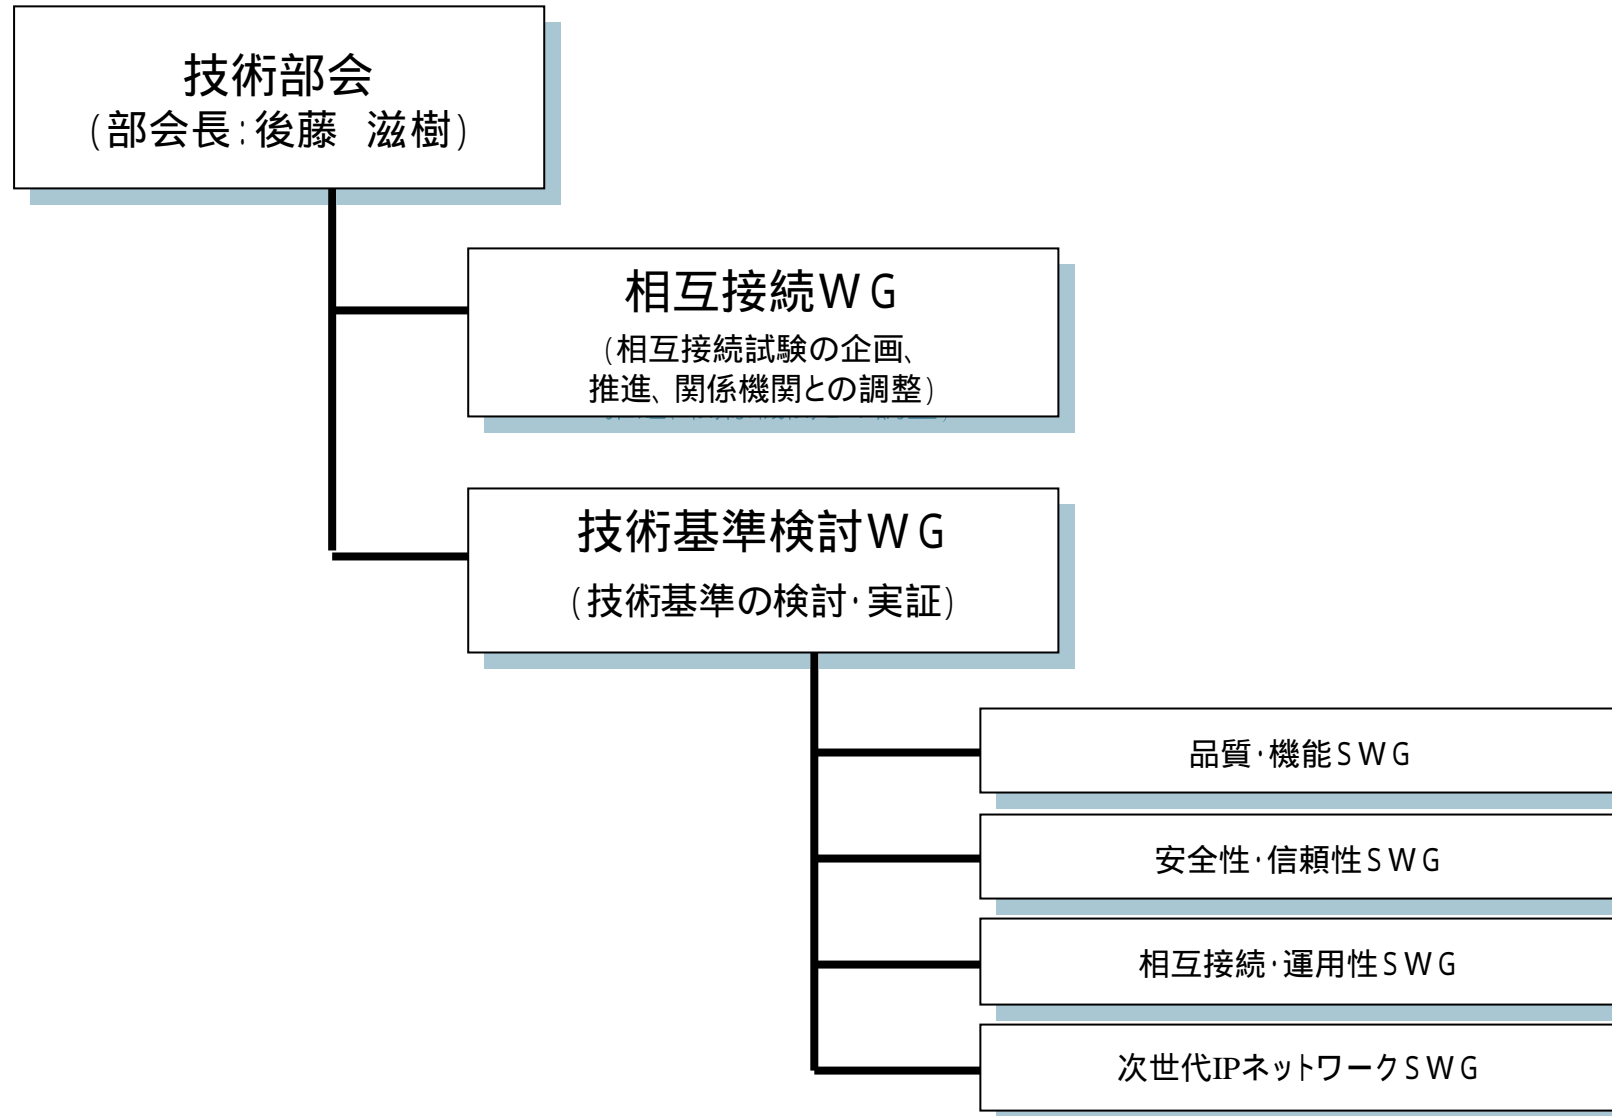 技術部会
(部会長:後藤　滋樹)
相互接続ＷＧ
(相互接続試験の企画、
推進、関係機関との調整)
技術基準検討ＷＧ
(技術基準の検討・実証)
品質・機能ＳＷＧ
安全性・信頼性ＳＷＧ
相互接続・運用性ＳＷＧ
次世代IPネットワークＳＷＧ